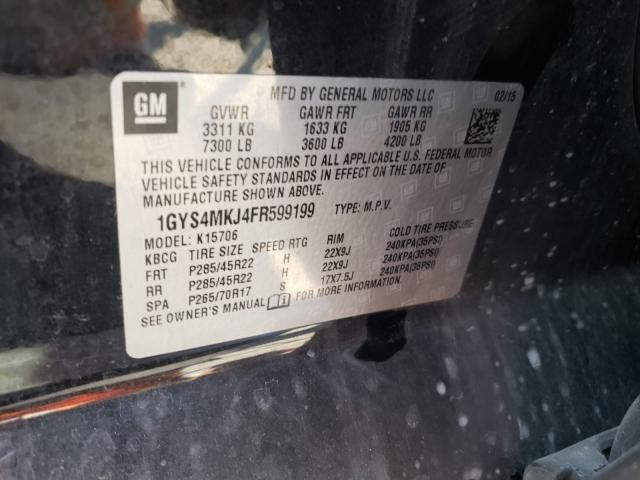 GM
MFD BY GENERAL MOTORS LLC 02/15
GVWR GAWR FRT GAWR RR
3311 KG 1633 KG 1905 KG
7300 LB 3600 LB 4200 LB
THIS VEHICLE CONFORMS TO ALL APPLICABLE U.S. FEDERAL MOTOR
VEHICLE SAFETY STANDARDS IN EFFECT ON THE DATE OF
MANUFACTURE SHOWN ABOVE.
1GYS4MKJ4FR599199 TYPE: M.P.V.
MODEL: K15706
KBCG TIRE SIZE SPEED RTG RIM COLD TIRE PRESSURE
FRT P285/45R22 H 22X9J 240KPA(35PSI)
RR P285/45R22 H 22X9J 240KPA(35PSI)
SPA P265/70R17 S 17X7.5J 240KPA(35PSI)
SEE OWNER'S MANUAL FOR MORE INFORMATION.